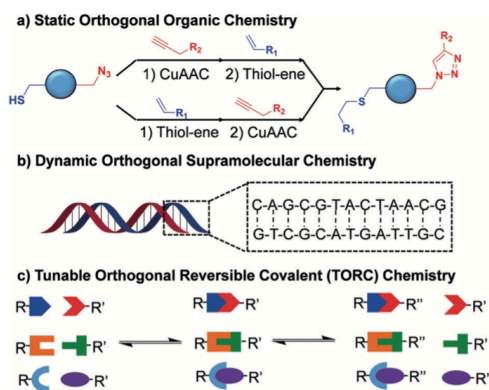 a) Static Orthogonal Organic Chemistry
R₂ R₁
N₃
1) CuAAC 2) Thiol-ene
HS
R₁ R₂
1) Thiol-ene 2) CuAAC
R₂
N
N
N
S
R₁
b) Dynamic Orthogonal Supramolecular Chemistry
C-A-G-C-G-T-A-C-T-A-A-C-G
G-T-C-G-C-A-T-G-A-T-T-G-C
c) Tunable Orthogonal Reversible Covalent (TORC) Chemistry
R- -R' R- -R' R- -R'' -R'
R- -R' R- -R' R- -R'' -R'
R- -R' R- -R' R- -R'' -R'